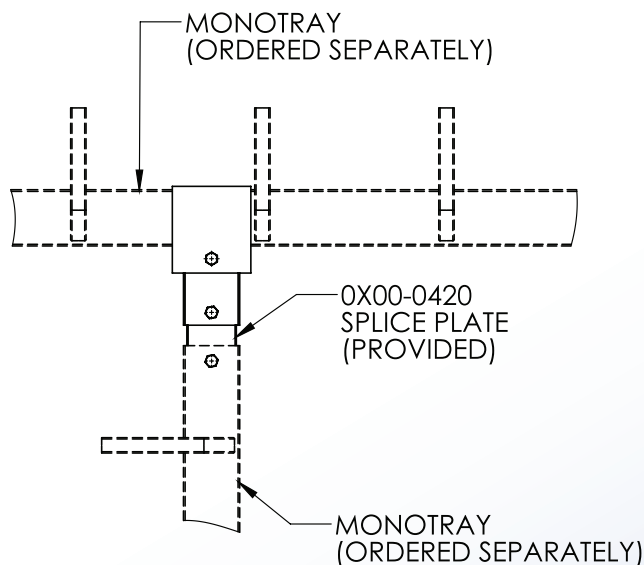 MONOTRAY
(ORDERED SEPARATELY)
0X00-0420
SPLICE PLATE
(PROVIDED)
MONOTRAY
(ORDERED SEPARATELY)